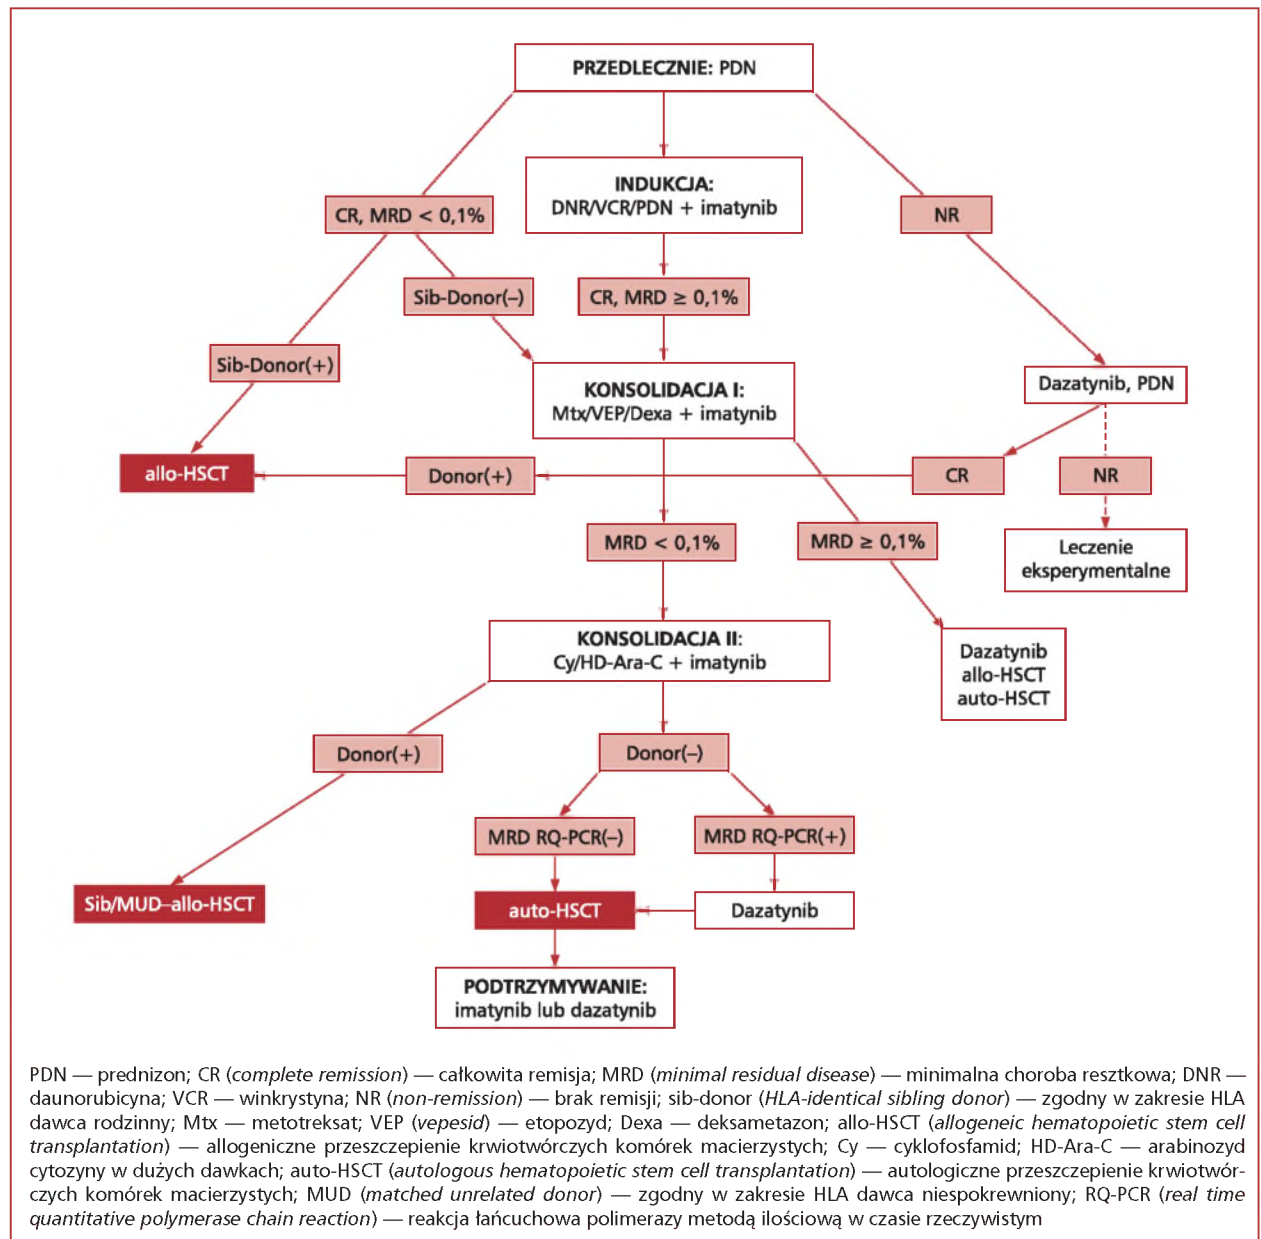 PRZEDLECZNIE: PDN
INDUKCJA:
DNR/VCR/PDN + imatynib
CR, MRD < 0,1%
NR
Sib-Donor(–)
CR, MRD ≥ 0,1%
Sib-Donor(+)
KONSOLIDACJA I:
Mtx/VEP/Dexa + imatynib
Dazatynib, PDN
allo-HSCT
Donor(+)
CR
NR
MRD < 0,1%
MRD ≥ 0,1%
Leczenie
eksperymentalne
KONSOLIDACJA II:
Cy/HD-Ara-C + imatynib
Dazatynib
allo-HSCT
auto-HSCT
Donor(+)
Donor(–)
MRD RQ-PCR(–)
MRD RQ-PCR(+)
Sib/MUD–allo-HSCT
auto-HSCT
Dazatynib
PODTRZYMYWANIE:
imatynib lub dazatynib
PDN — prednizon; CR (complete remission) — całkowita remisja; MRD (minimal residual disease) — minimalna choroba resztkowa; DNR —
daunorubicyna; VCR — winkrystyna; NR (non-remission) — brak remisji; sib-donor (HLA-identical sibling donor) — zgodny w zakresie HLA
dawca rodzinny; Mtx — metotreksat; VEP (vepesid) — etopozyd; Dexa — deksametazon; allo-HSCT (allogeneic hematopoietic stem cell
transplantation) — allogeniczne przeszczepienie krwiotwórczych komórek macierzystych; Cy — cyklofosfamid; HD-Ara-C — arabinozyd
cytozyny w dużych dawkach; auto-HSCT (autologous hematopoietic stem cell transplantation) — autologiczne przeszczepienie krwiotwór-
czych komórek macierzystych; MUD (matched unrelated donor) — zgodny w zakresie HLA dawca niespokrewniony; RQ-PCR (real time
quantitative polymerase chain reaction) — reakcja łańcuchowa polimerazy metodą ilościową w czasie rzeczywistym